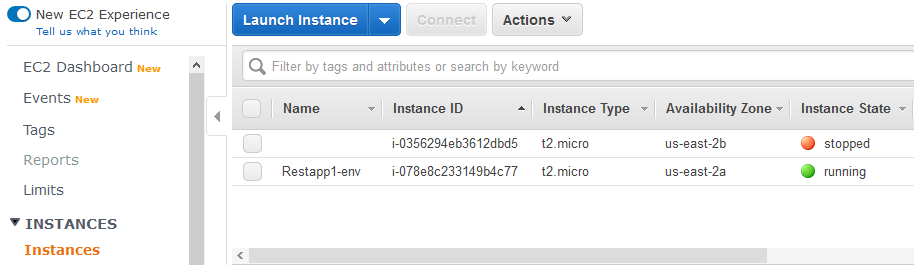 New EC2 Experience
Tell us what you think
EC2 Dashboard New
Events New
Tags
Reports
Limits
INSTANCES
Instances
Launch Instance Connect Actions
Filter by tags and attributes or search by keyword
Name Instance ID Instance Type Availability Zone Instance State
i-0356294eb3612dbd5 t2.micro us-east-2b stopped
Restapp1-env i-078e8c233149b4c77 t2.micro us-east-2a running